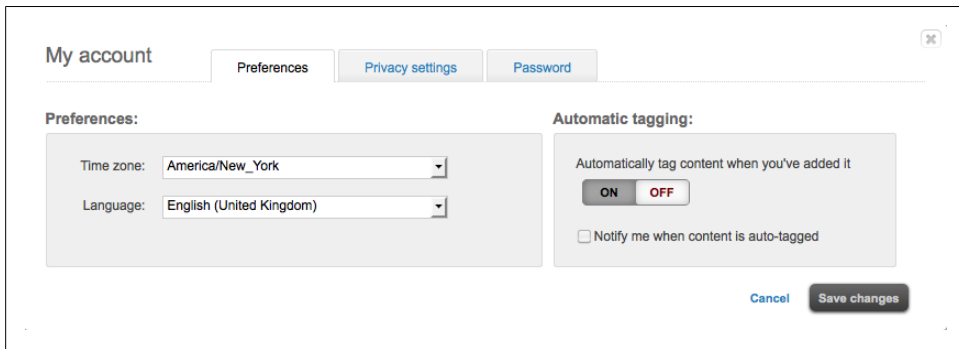 My account
Preferences
Privacy settings
Password
Preferences:
Time zone: America/New_York
Language: English (United Kingdom)
Automatic tagging:
Automatically tag content when you've added it
ON OFF
Notify me when content is auto-tagged
Cancel Save changes